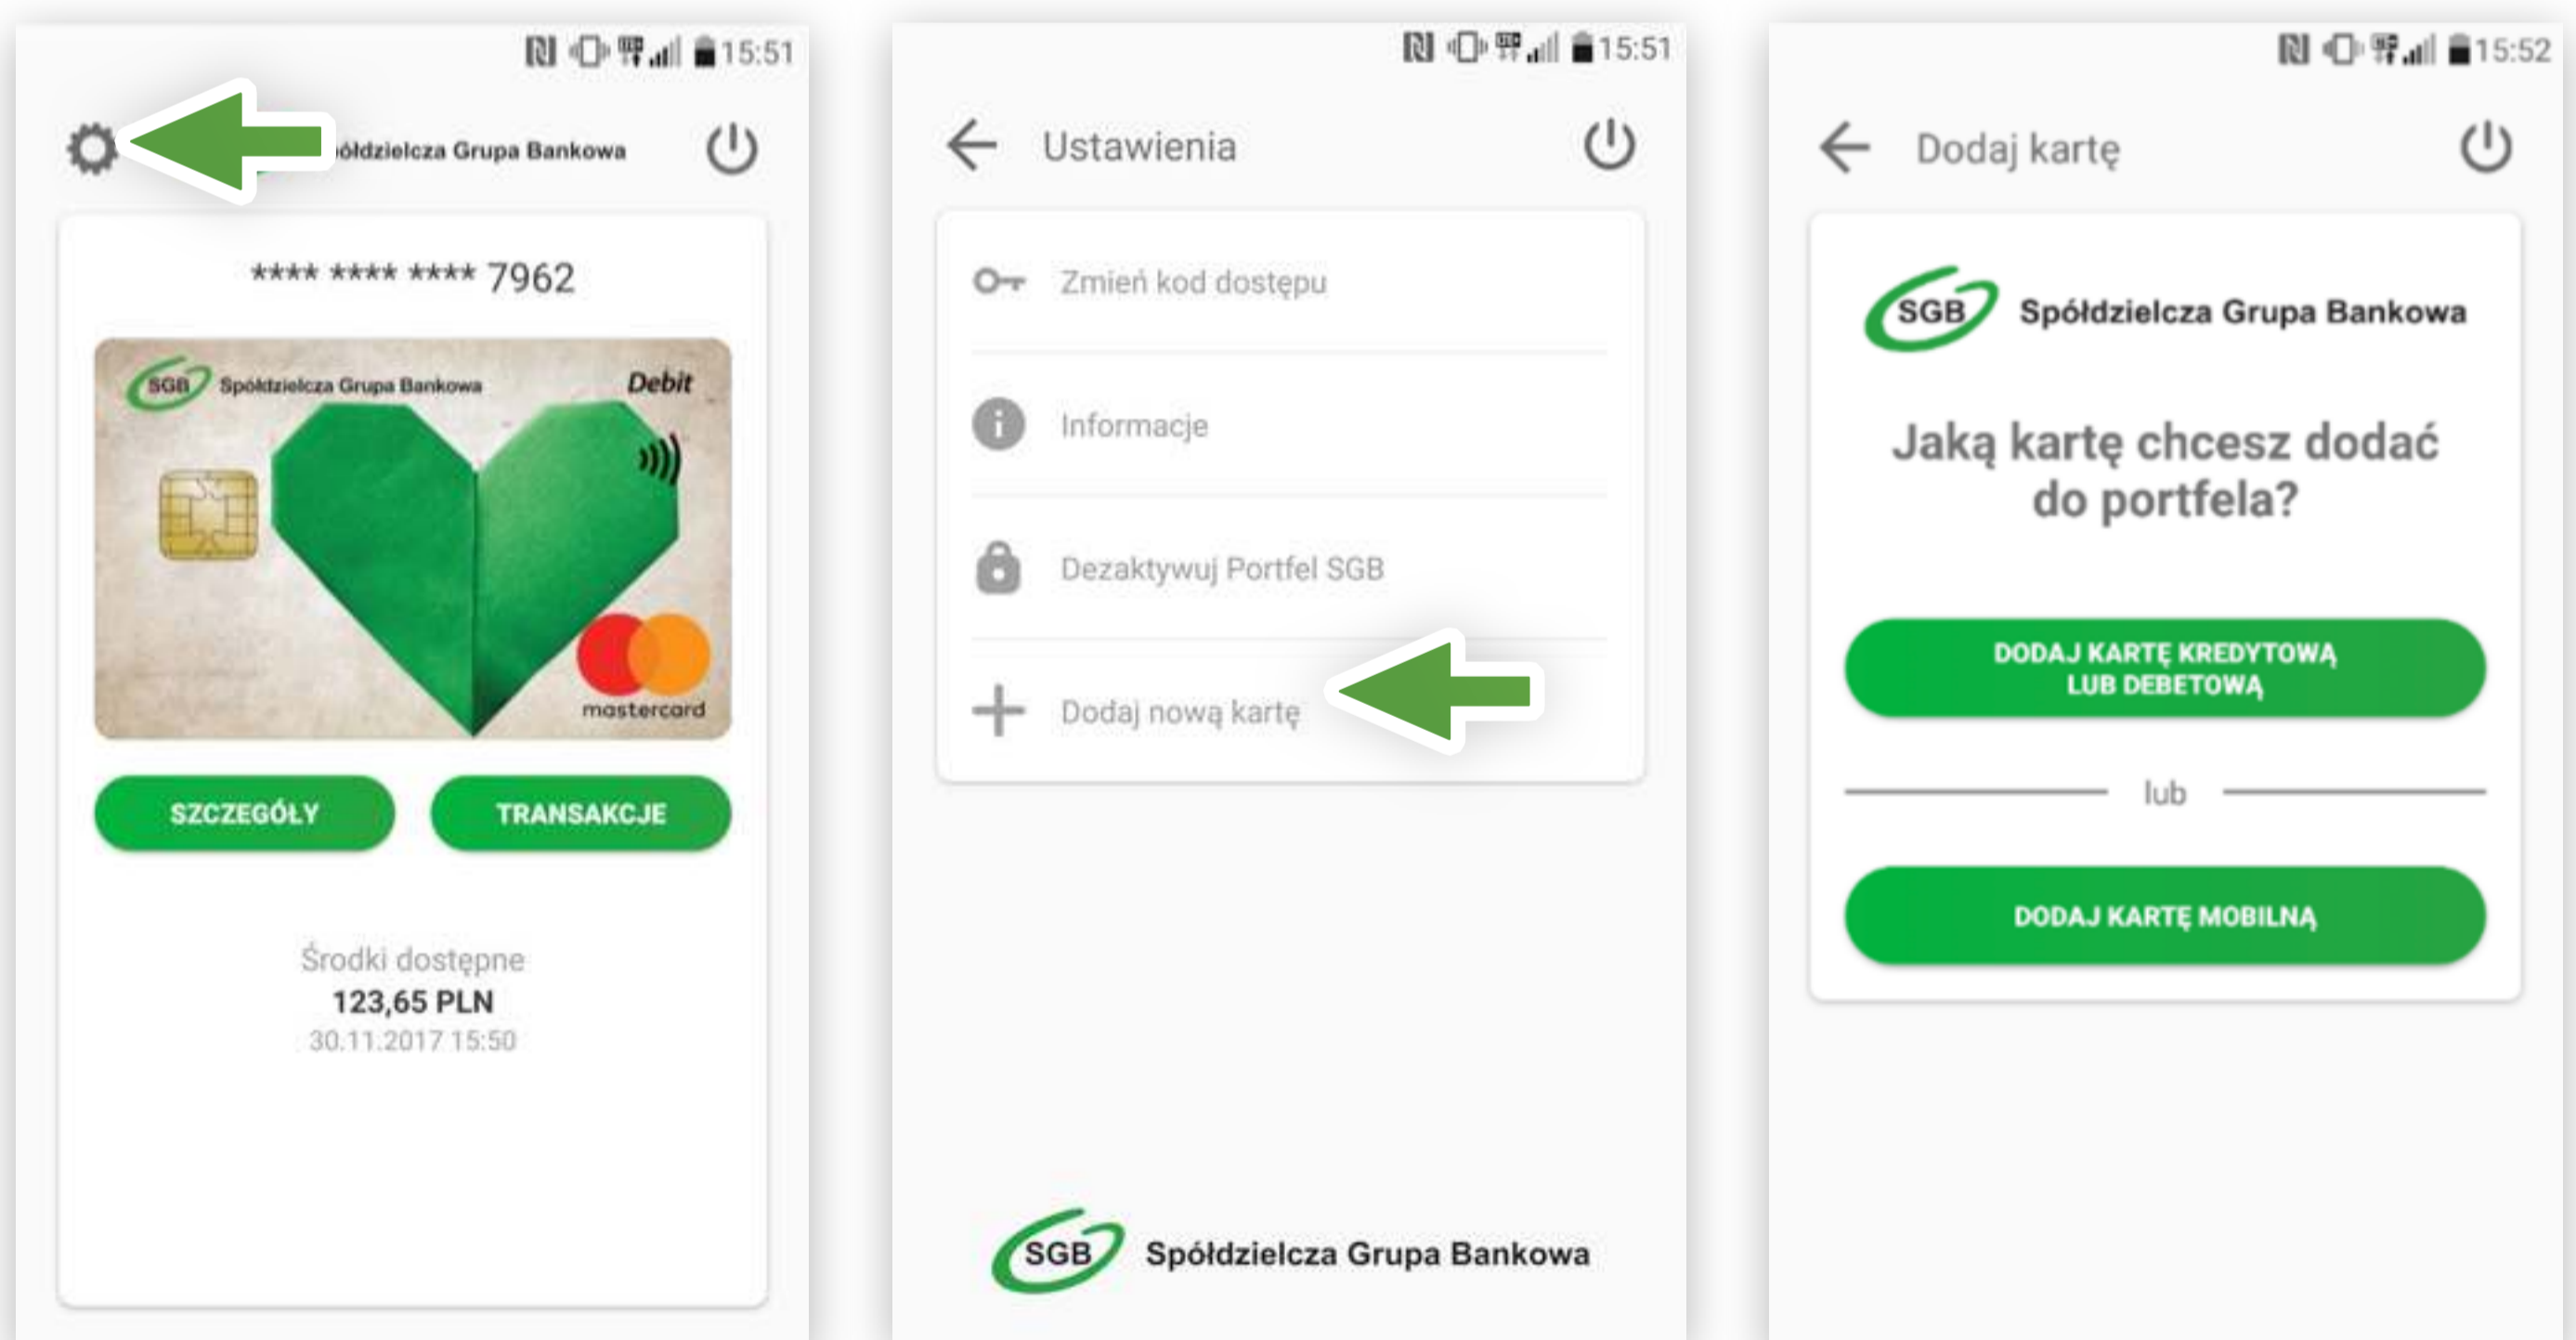 15:51
ółdzielcza Grupa Bankowa
**** **** **** 7962
SGB Spółdzielcza Grupa Bankowa Debit
mastercard
SZCZEGÓŁY
TRANSAKCJE
Środki dostępne
123,65 PLN
30.11.2017 15:50
15:51
Ustawienia
Zmień kod dostępu
Informacje
Dezaktywuj Portfel SGB
Dodaj nową kartę
SGB Spółdzielcza Grupa Bankowa
15:52
Dodaj kartę
SGB Spółdzielcza Grupa Bankowa
Jaką kartę chcesz dodać
do portfela?
DODAJ KARTĘ KREDYTOWĄ
LUB DEBETOWĄ
lub
DODAJ KARTĘ MOBILNĄ